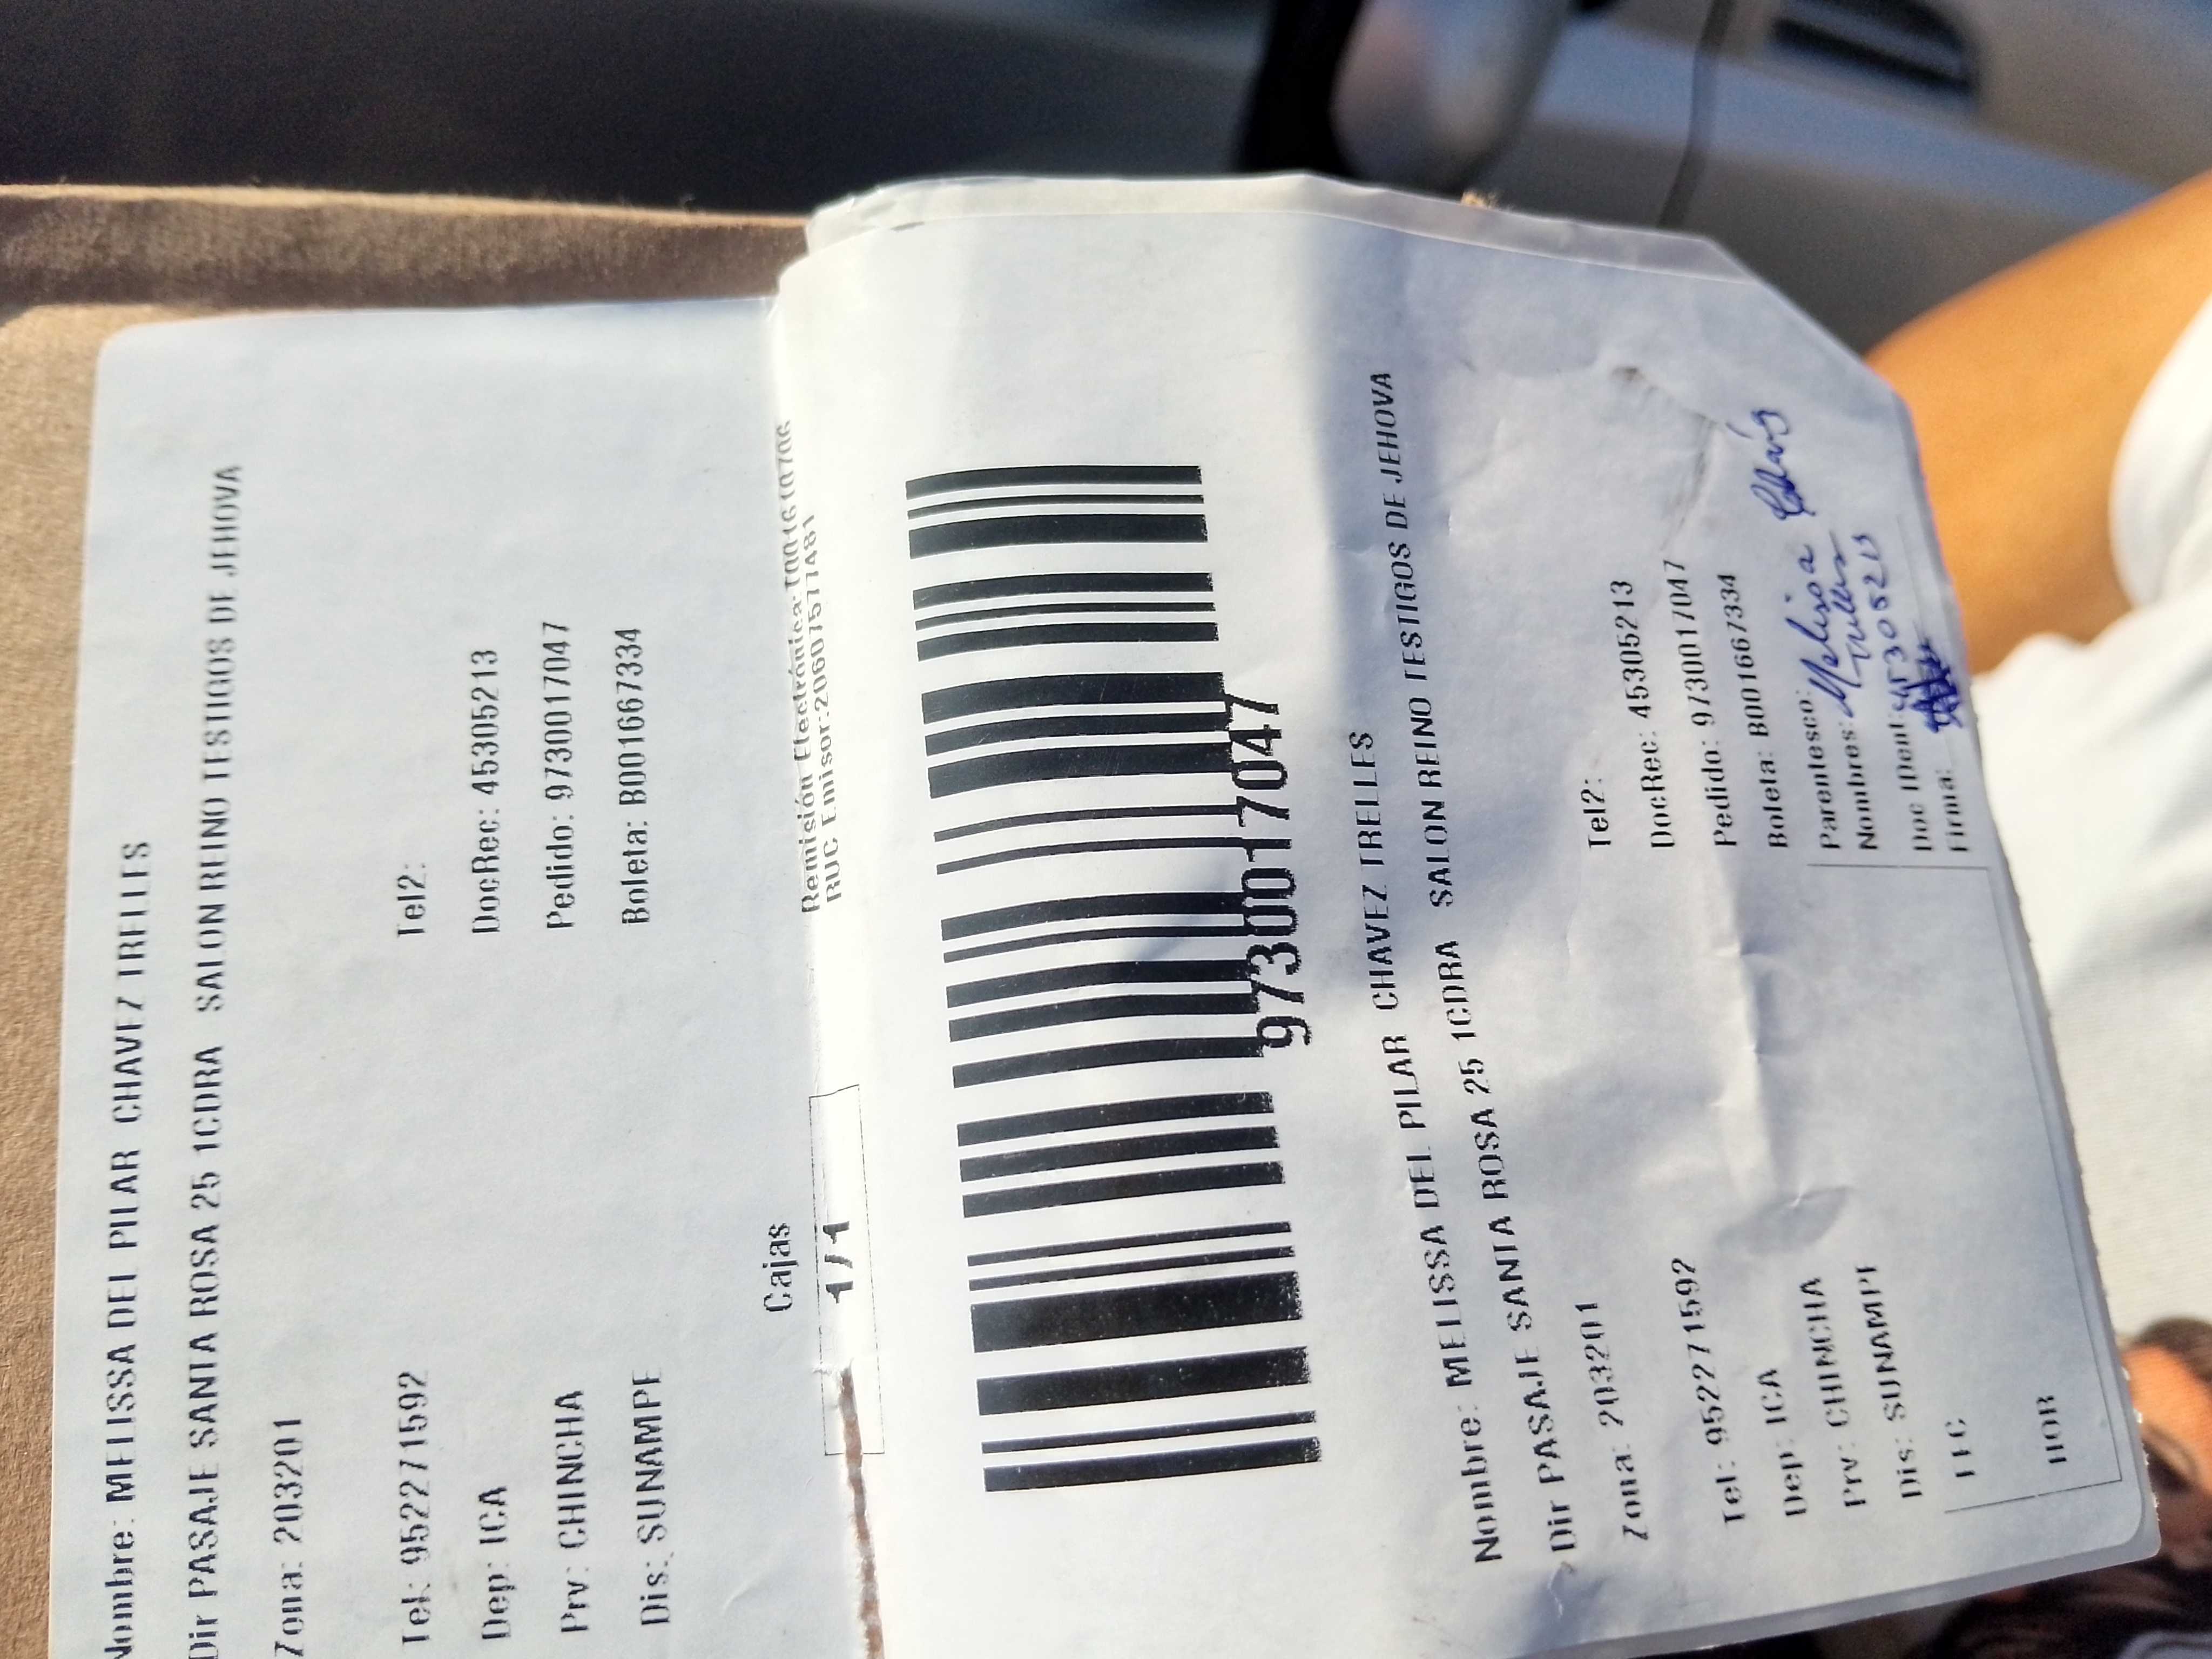 Nombre: MELISSA DEL PILAR CHAVEZ TRELLES
Dir PASAJE SANTA ROSA 25 1CDRA SALON REINO TESTIGOS DE JEHOVA
Zona: 203201
Tel: 952271592 Tel2:
Dep: ICA DocRec: 45305213
Prv: CHINCHA Pedido: 9730017047
Dis: SUNAMPE Boleta: B001667334
Cajas
1/1
Remisión Electrónica:
RUC Emisor:20607577481
9730017047
Nombre: MELISSA DEL PILAR CHAVEZ TRELLES
Dir PASAJE SANTA ROSA 25 1CDRA SALON REINO TESTIGOS DE JEHOVA
Zona: 203201
Tel: 952271592 Tel2:
Dep: ICA DocRec: 45305213
Prv: CHINCHA Pedido: 9730017047
Dis: SUNAMPE Boleta: B001667334
Parentesco:
Nombres: Melissa
Doc IDent: 45305213
Firma:
HOR